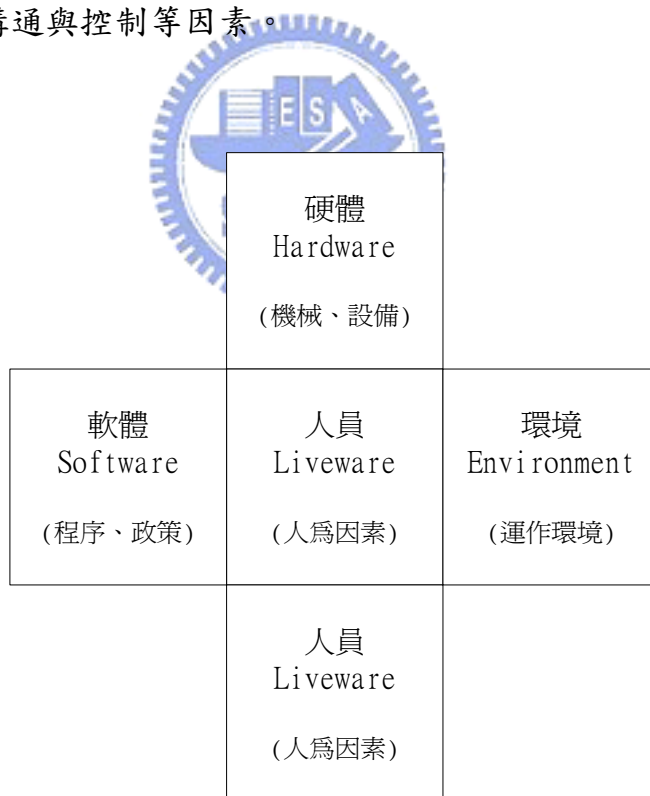 溝通與控制等因素。
E S A
硬體
Hardware
(機械、設備)
軟體
Software
(程序、政策)
人員
Liveware
(人爲因素)
環境
Environment
(運作環境)
人員
Liveware
(人爲因素)